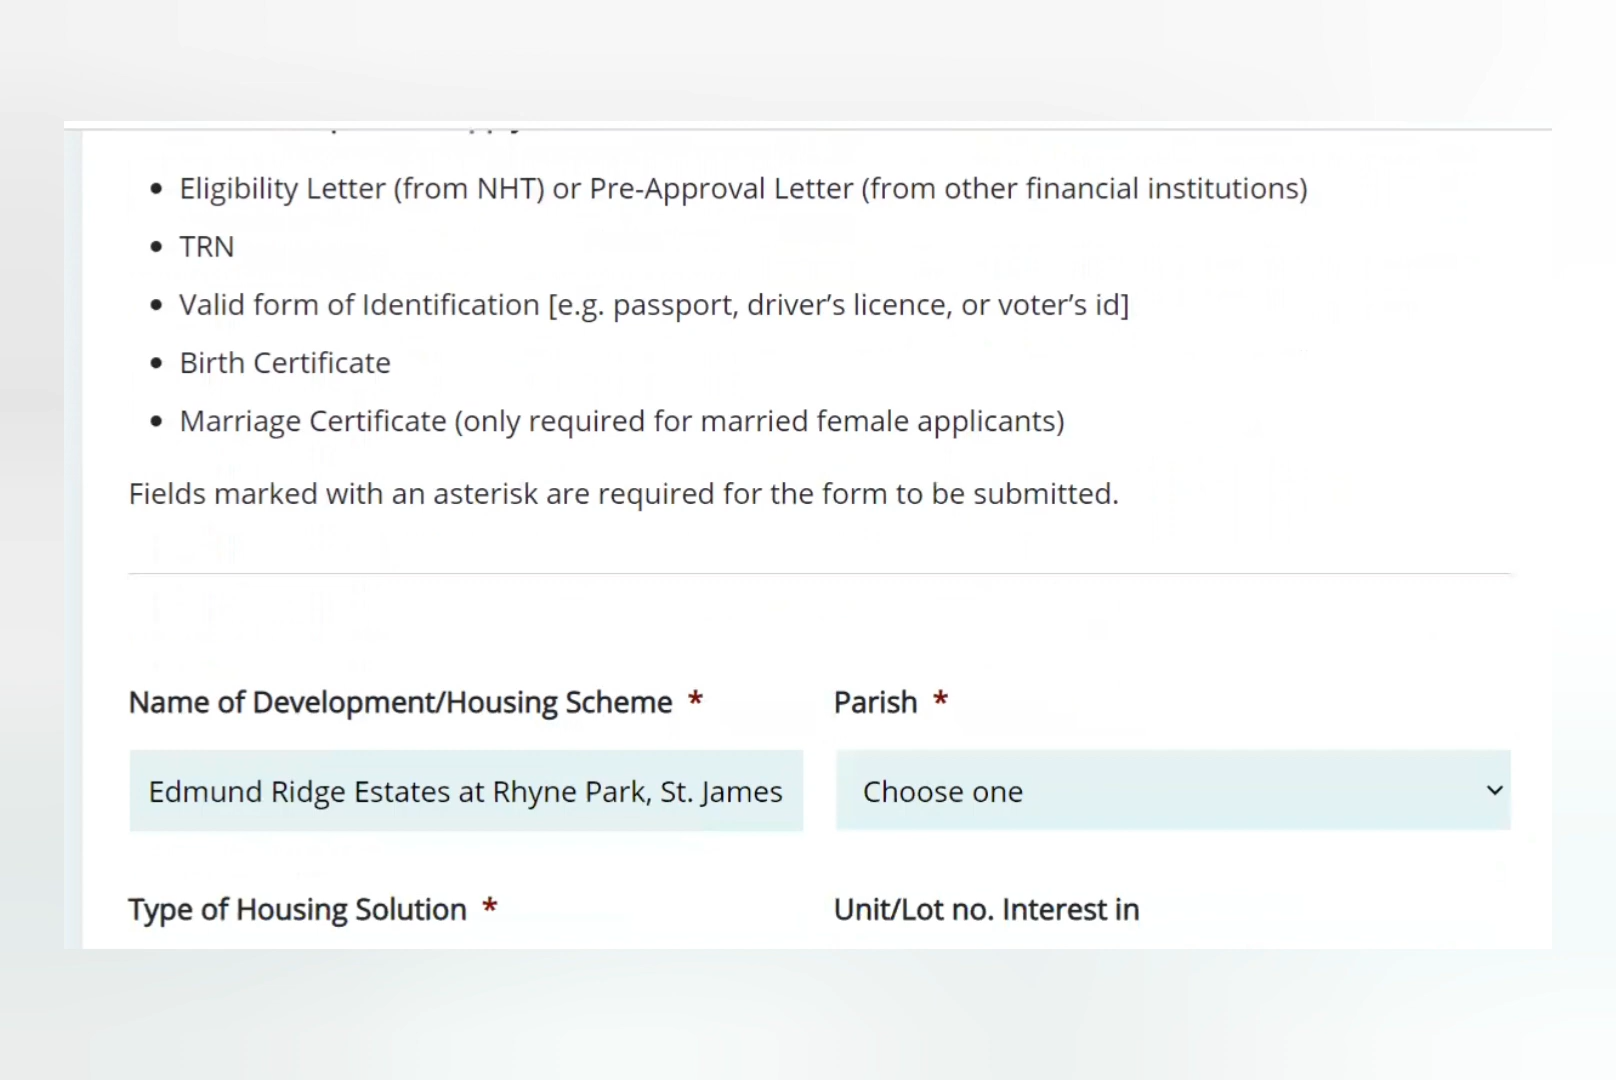 Eligibility Letter (from NHT) or Pre-Approval Letter (from other financial institutions)
TRN
Valid form of Identification [e.g. passport, driver’s licence, or voter’s id]
Birth Certificate
Marriage Certificate (only required for married female applicants)
Fields marked with an asterisk are required for the form to be submitted.
Name of Development/Housing Scheme *
Parish *
Edmund Ridge Estates at Rhyne Park, St. James
Choose one
Type of Housing Solution *
Unit/Lot no. Interest in